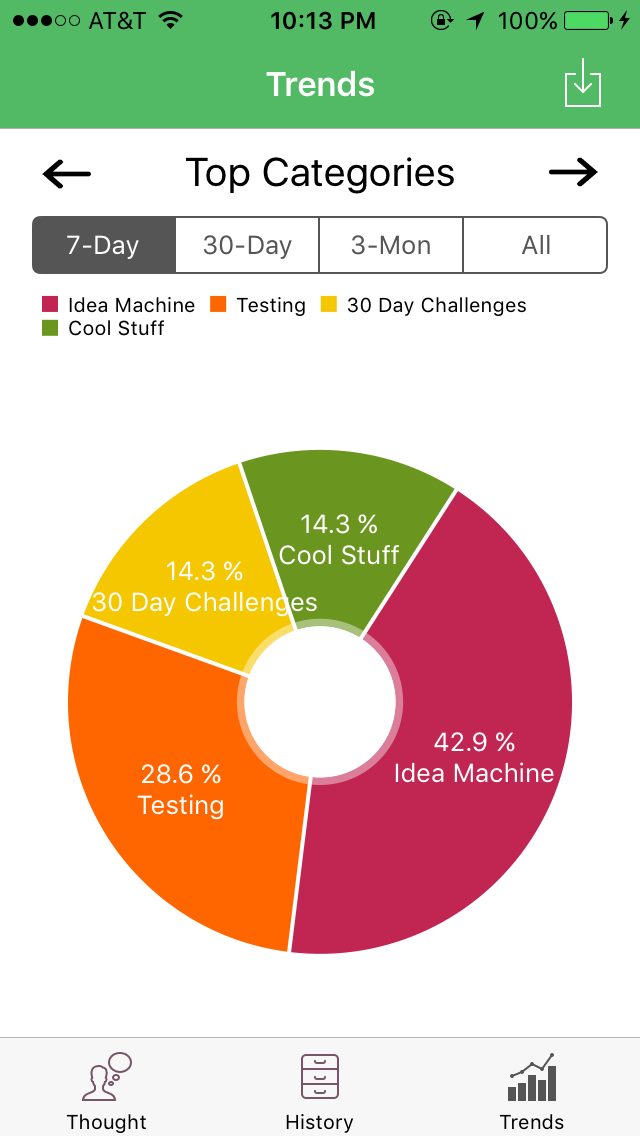 AT&T 10:13 PM 100%
Trends
Top Categories
7-Day 30-Day 3-Mon All
Idea Machine Testing 30 Day Challenges
Cool Stuff
14.3 %
Cool Stuff
14.3 %
30 Day Challenges
42.9 %
Idea Machine
28.6 %
Testing
Thought History Trends